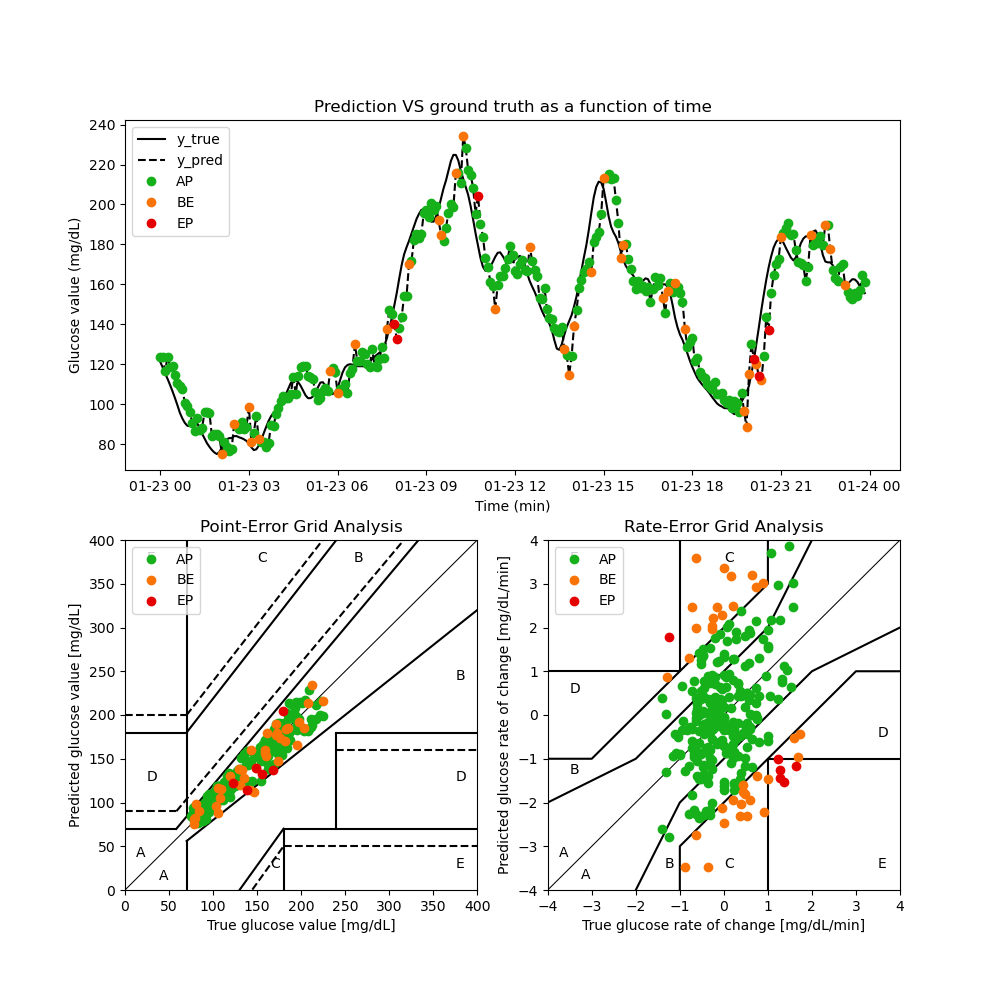 Prediction VS ground truth as a function of time
Glucose value (mg/dL)
240
220
200
180
160
140
120
100
80
y_true
y_pred
AP
BE
EP
01-23 00 01-23 03 01-23 06 01-23 09 01-23 12 01-23 15 01-23 18 01-23 21 01-24 00
Time (min)
Point-Error Grid Analysis
Predicted glucose value [mg/dL]
400
350
300
250
200
150
100
50
0
AP
BE
EP
C
B
B
D
D
A
A
C
E
0 50 100 150 200 250 300 350 400
True glucose value [mg/dL]
Rate-Error Grid Analysis
Predicted glucose rate of change [mg/dL/min]
4
3
2
1
0
−1
−2
−3
−4
AP
BE
EP
C
D
D
B
A
A
B
C
E
−4 −3 −2 −1 0 1 2 3 4
True glucose rate of change [mg/dL/min]